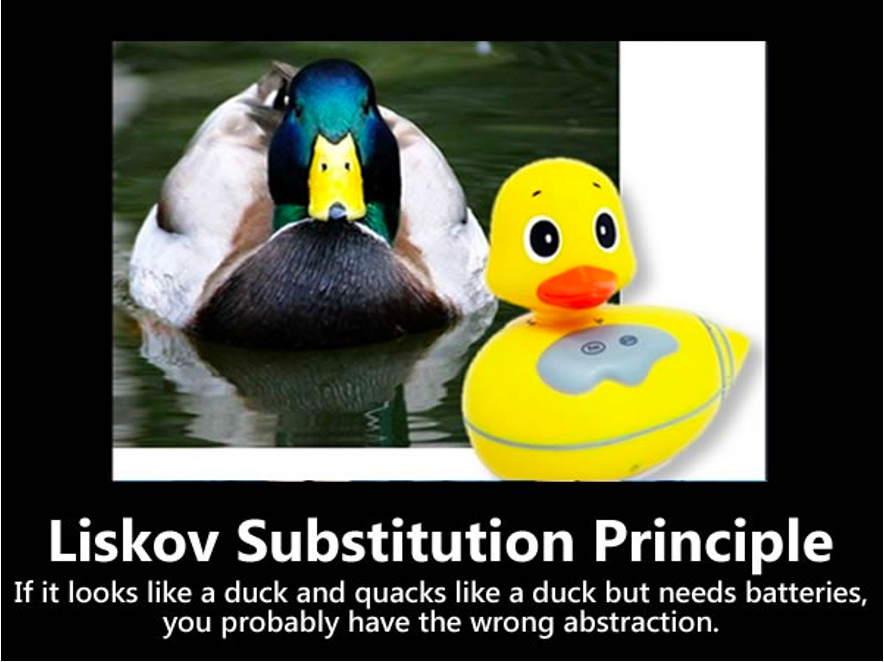 Liskov Substitution Principle
If it looks like a duck and quacks like a duck but needs batteries,
you probably have the wrong abstraction.